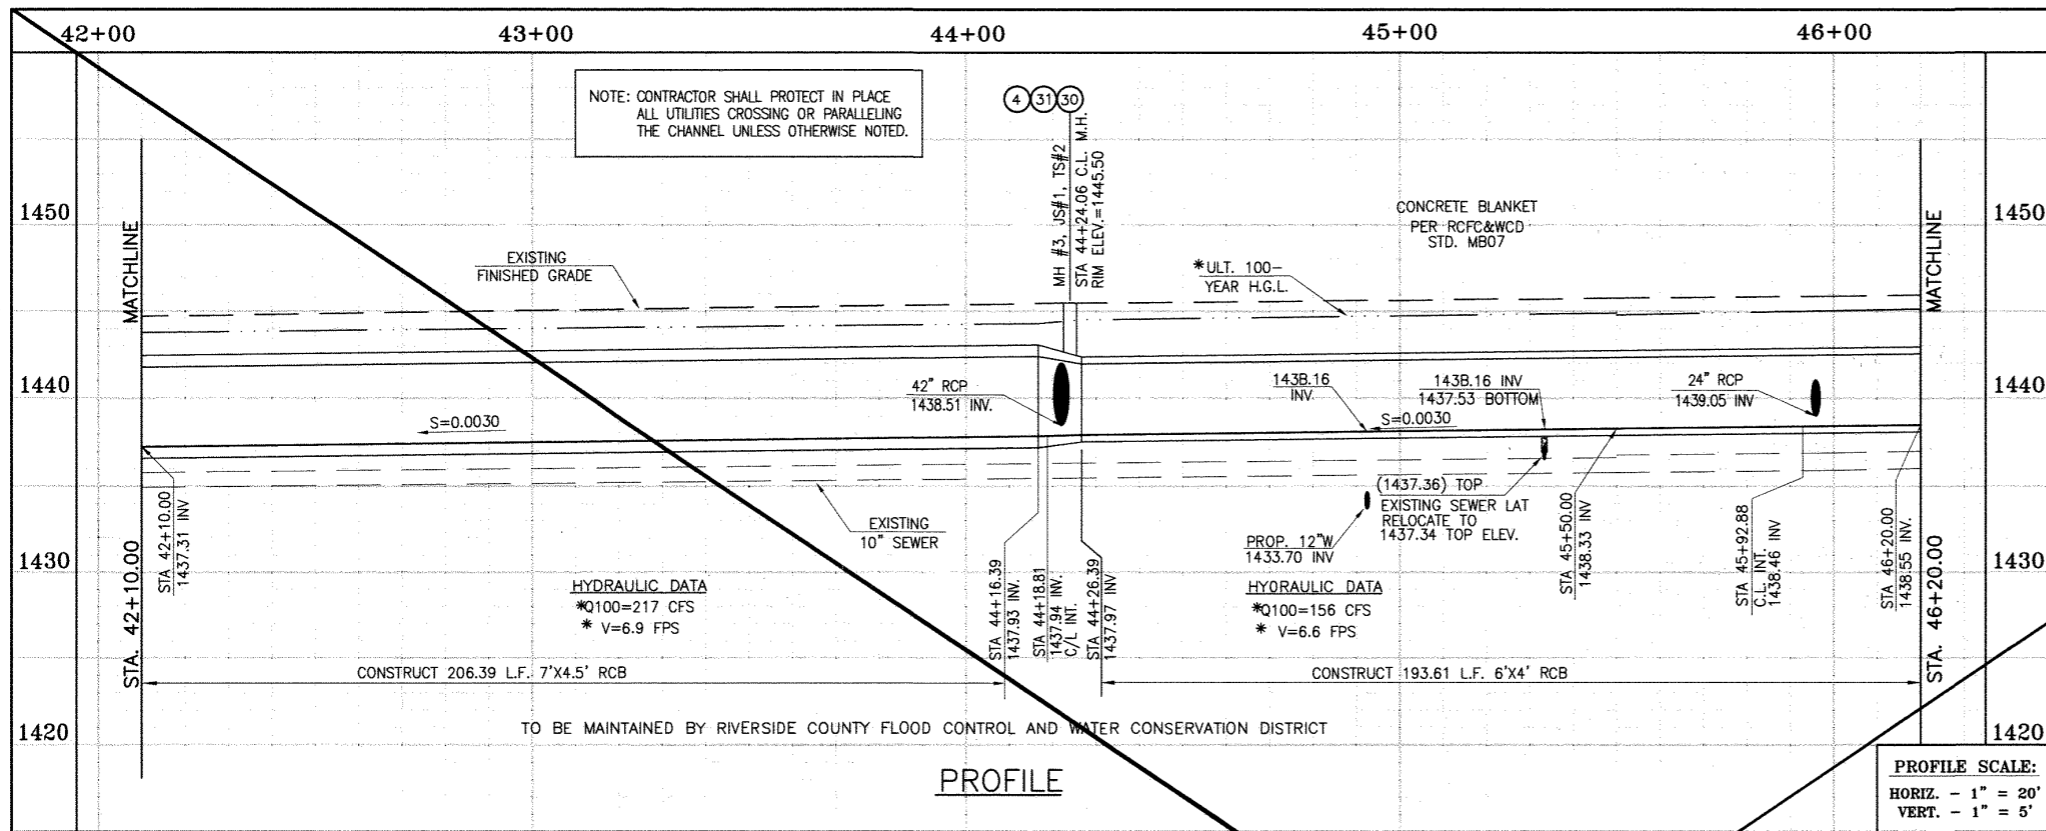 42+00 43+00 44+00 45+00 46+00
NOTE: CONTRACTOR SHALL PROTECT IN PLACE
ALL UTILITIES CROSSING OR PARALLELING
THE CHANNEL UNLESS OTHERWISE NOTED.
4 31 30
MH #3, JS#1, TS#2
STA 44+24.06 C.L. M.H.
RIM ELEV.=1445.50
CONCRETE BLANKET
PER RCFC&WCD
STD. MB07
1450
1440
1430
1420
1450
1440
1430
1420
MATCHLINE
STA. 42+10.00
MATCHLINE
STA. 46+20.00
EXISTING
FINISHED GRADE
*ULT. 100-
YEAR H.G.L.
42" RCP
1438.51 INV.
143B.16
INV.
143B.16 INV
1437.53 BOTTOM
24" RCP
1439.05 INV
S=0.0030
S=0.0030
STA 42+10.00
1437.31 INV
EXISTING
10" SEWER
(1437.36) TOP
EXISTING SEWER LAT
RELOCATE TO
1437.34 TOP ELEV.
PROP. 12"W
1433.70 INV
STA 44+16.39
1437.93 INV.
STA 44+18.81
1437.94 INV.
C/L INT.
STA 44+26.39
1437.97 INV
STA 45+50.00
1438.33 INV
STA 45+92.88
C.L. INT.
1438.46 INV
STA 46+20.00
1438.55 INV.
HYDRAULIC DATA
*Q100=217 CFS
* V=6.9 FPS
HYORAULIC DATA
*Q100=156 CFS
* V=6.6 FPS
CONSTRUCT 206.39 L.F. 7'X4.5' RCB
CONSTRUCT 193.61 L.F. 6'X4' RCB
TO BE MAINTAINED BY RIVERSIDE COUNTY FLOOD CONTROL AND WATER CONSERVATION DISTRICT
PROFILE
PROFILE SCALE:
HORIZ. - 1" = 20'
VERT. - 1" = 5'